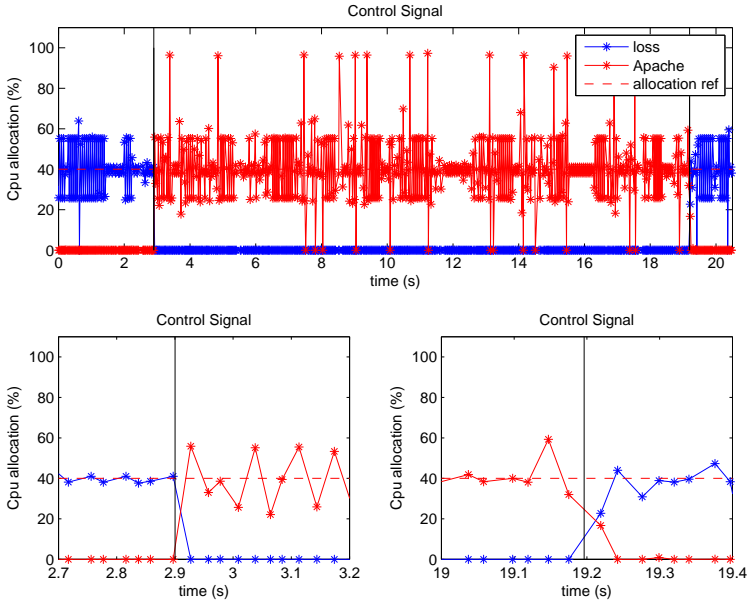 Control Signal
Cpu allocation (%)
100
80
60
40
20
0
loss
Apache
allocation ref
0 2 4 6 8 10 12 14 16 18 20
time (s)
Control Signal
Cpu allocation (%)
100
80
60
40
20
0
2.7 2.8 2.9 3 3.1 3.2
time (s)
Control Signal
Cpu allocation (%)
100
80
60
40
20
0
19 19.1 19.2 19.3 19.4
time (s)